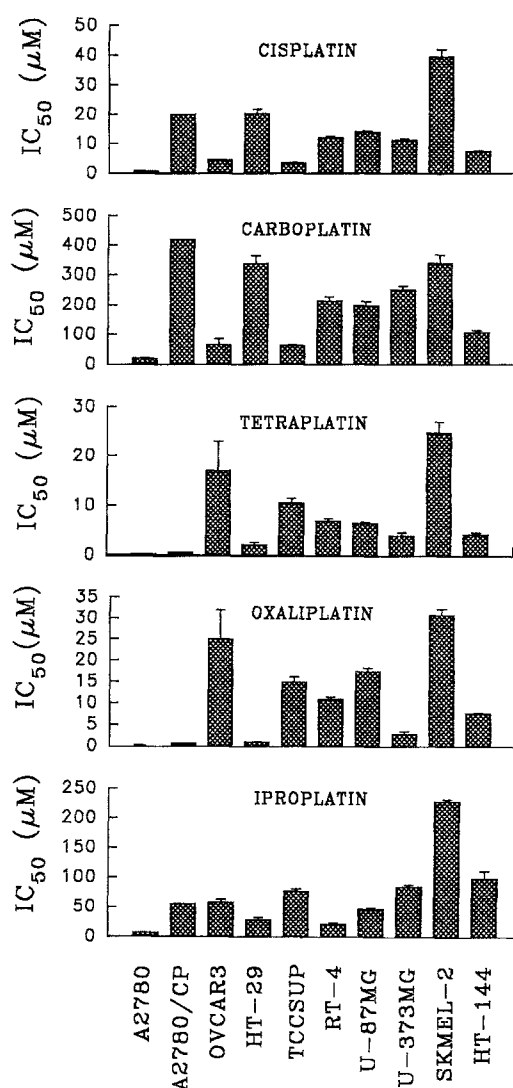 CISPLATIN
IC50 (μM)
50
40
30
20
10
0
CARBOPLATIN
IC50 (μM)
500
400
300
200
100
0
TETRAPLATIN
IC50 (μM)
30
20
10
0
OXALIPLATIN
IC50(μM)
35
30
25
20
15
10
5
0
IPROPLATIN
IC50 (μM)
250
200
150
100
50
0
A2780
A2780/CP
OVCAR3
HT-29
TCCSUP
RT-4
U-87MG
U-373MG
SKMEL-2
HT-144